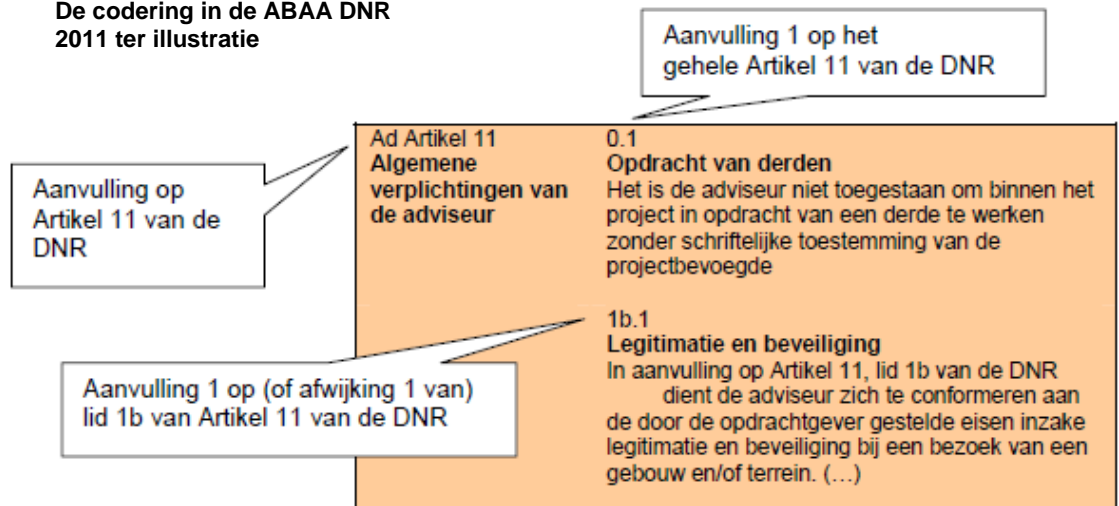 De codering in de ABAA DNR
2011 ter illustratie
Aanvulling 1 op het
gehele Artikel 11 van de DNR
Aanvulling op
Artikel 11 van de
DNR
Ad Artikel 11
Algemene
verplichtingen van
de adviseur
0.1
Opdracht van derden
Het is de adviseur niet toegestaan om binnen het
project in opdracht van een derde te werken
zonder schriftelijke toestemming van de
projectbevoegde
Aanvulling 1 op (of afwijking 1 van)
lid 1b van Artikel 11 van de DNR
1b.1
Legitimatie en beveiliging
In aanvulling op Artikel 11, lid 1b van de DNR
dient de adviseur zich te conformeren aan
de door de opdrachtgever gestelde eisen inzake
legitimatie en beveiliging bij een bezoek van een
gebouw en/of terrein. (…)